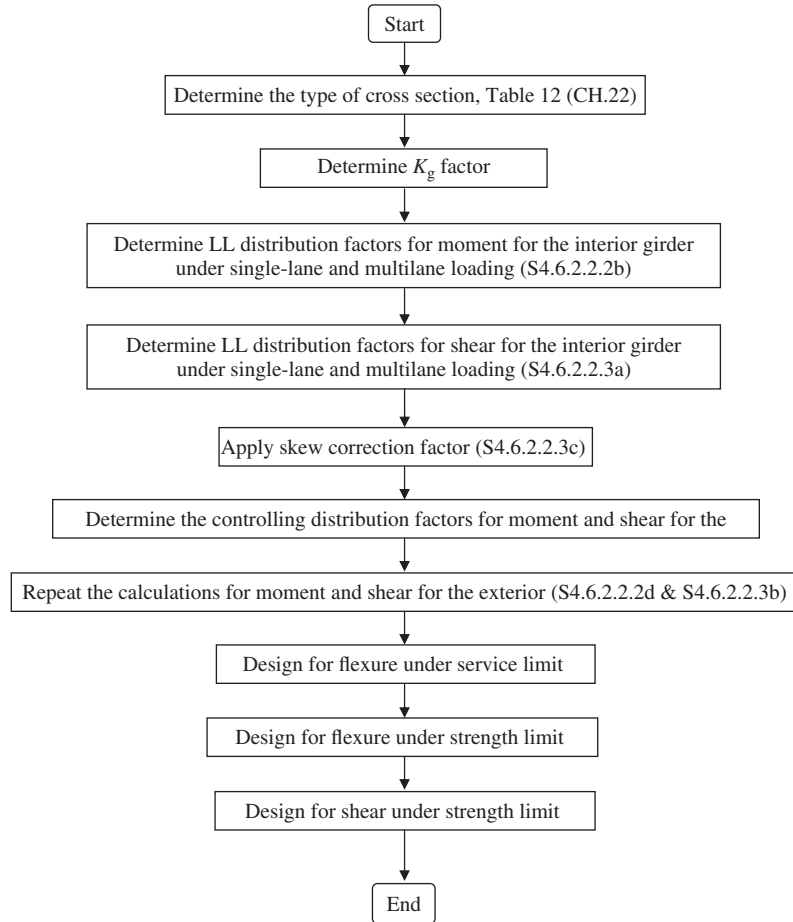 Start
Determine the type of cross section, Table 12 (CH.22)
Determine Kg factor
Determine LL distribution factors for moment for the interior girder
under single-lane and multilane loading (S4.6.2.2.2b)
Determine LL distribution factors for shear for the interior girder
under single-lane and multilane loading (S4.6.2.2.3a)
Apply skew correction factor (S4.6.2.2.3c)
Determine the controlling distribution factors for moment and shear for the
Repeat the calculations for moment and shear for the exterior (S4.6.2.2.2d & S4.6.2.2.3b)
Design for flexure under service limit
Design for flexure under strength limit
Design for shear under strength limit
End